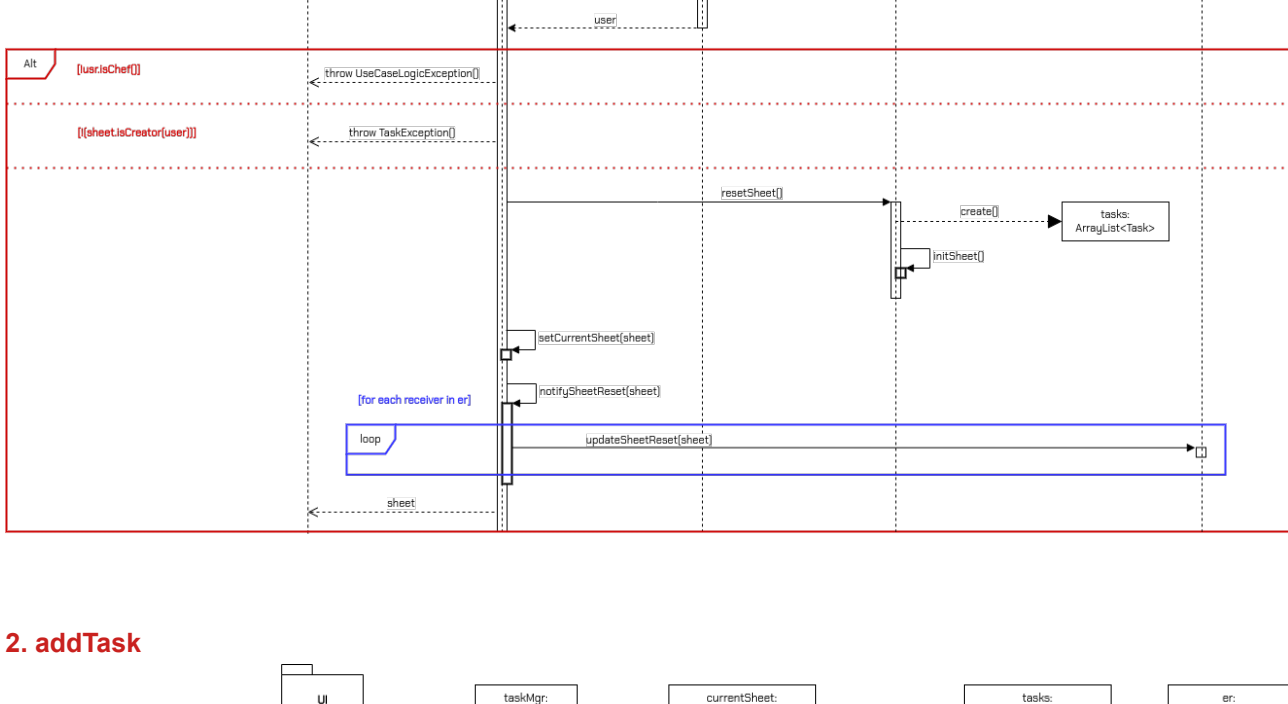 user
Alt
[!usr.isChef()]
throw UseCaseLogicException()
[!(sheet.isCreator(user))]
throw TaskException()
resetSheet()
create()
tasks:
ArrayList<Task>
initSheet()
setCurrentSheet(sheet)
notifySheetReset(sheet)
[for each receiver in er]
loop
updateSheetReset(sheet)
sheet
2. addTask
UI
taskMgr:
currentSheet:
tasks:
er: